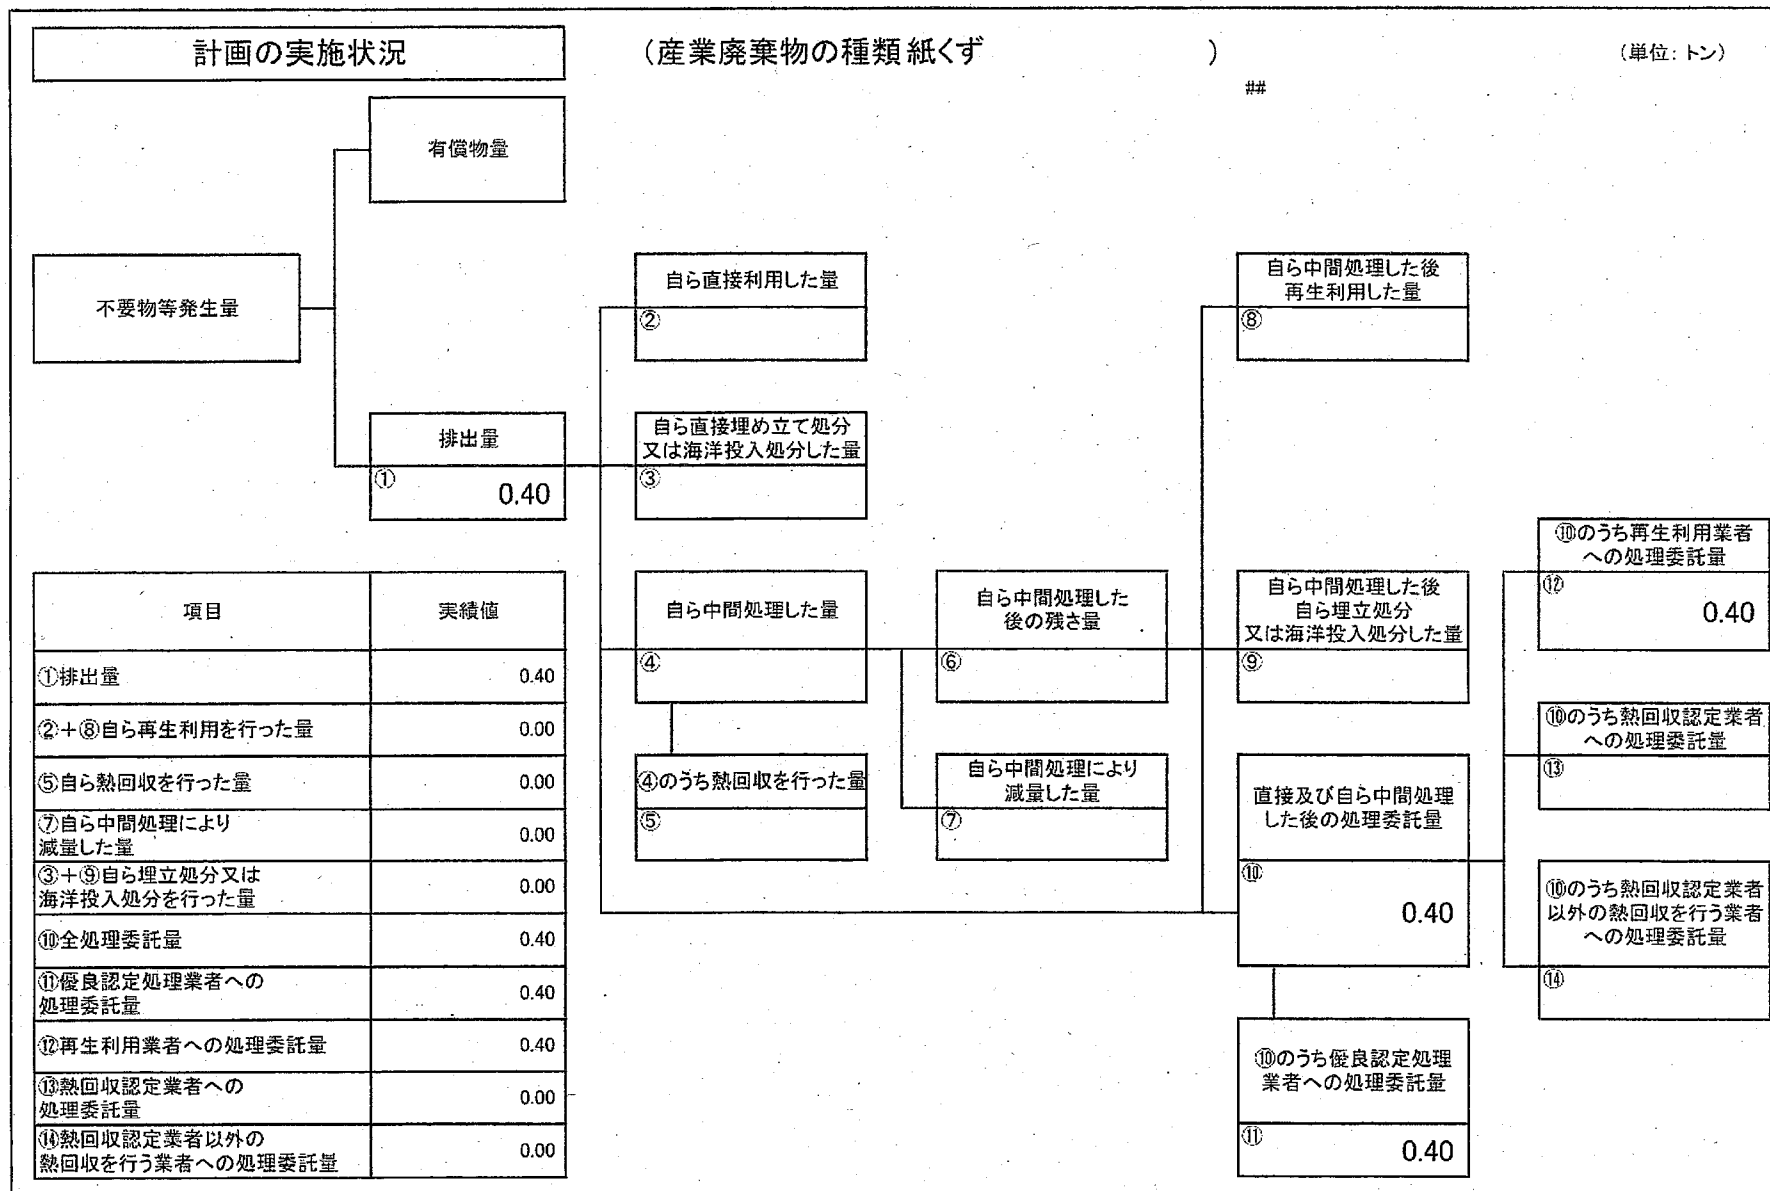 計画の実施状況
(産業廃棄物の種類 紙くず )
(単位:トン)
##
有償物量
不要物等発生量
自ら直接利用した量
②
自ら中間処理した後
再生利用した量
⑧
排出量
① 0.40
自ら直接埋め立て処分
又は海洋投入処分した量
③
⑩のうち再生利用業者
への処理委託量
⑫ 0.40
自ら中間処理した量
④
自ら中間処理した
後の残さ量
⑥
自ら中間処理した後
自ら埋立処分
又は海洋投入処分した量
⑨
⑩のうち熱回収認定業者
への処理委託量
⑬
④のうち熱回収を行った量
⑤
自ら中間処理により
減量した量
⑦
直接及び自ら中間処理
した後の処理委託量
⑩ 0.40
⑩のうち熱回収認定業者
以外の熱回収を行う業者
への処理委託量
⑭
⑩のうち優良認定処理
業者への処理委託量
⑪ 0.40
項目 実績値
①排出量 0.40
②+⑧自ら再生利用を行った量 0.00
⑤自ら熱回収を行った量 0.00
⑦自ら中間処理により
減量した量 0.00
③+⑨自ら埋立処分又は
海洋投入処分を行った量 0.00
⑩全処理委託量 0.40
⑪優良認定処理業者への
処理委託量 0.40
⑫再生利用業者への処理委託量 0.40
⑬熱回収認定業者への
処理委託量 0.00
⑭熱回収認定業者以外の
熱回収を行う業者への処理委託量 0.00